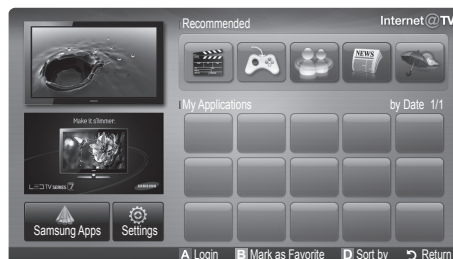 Recommended
Internet@TV
NEWS
My Applications
by Date 1/1
Make it slimmer.
LED TV SERIES 7
Samsung Apps
Settings
A Login
B Mark as Favorite
D Sort by
Return